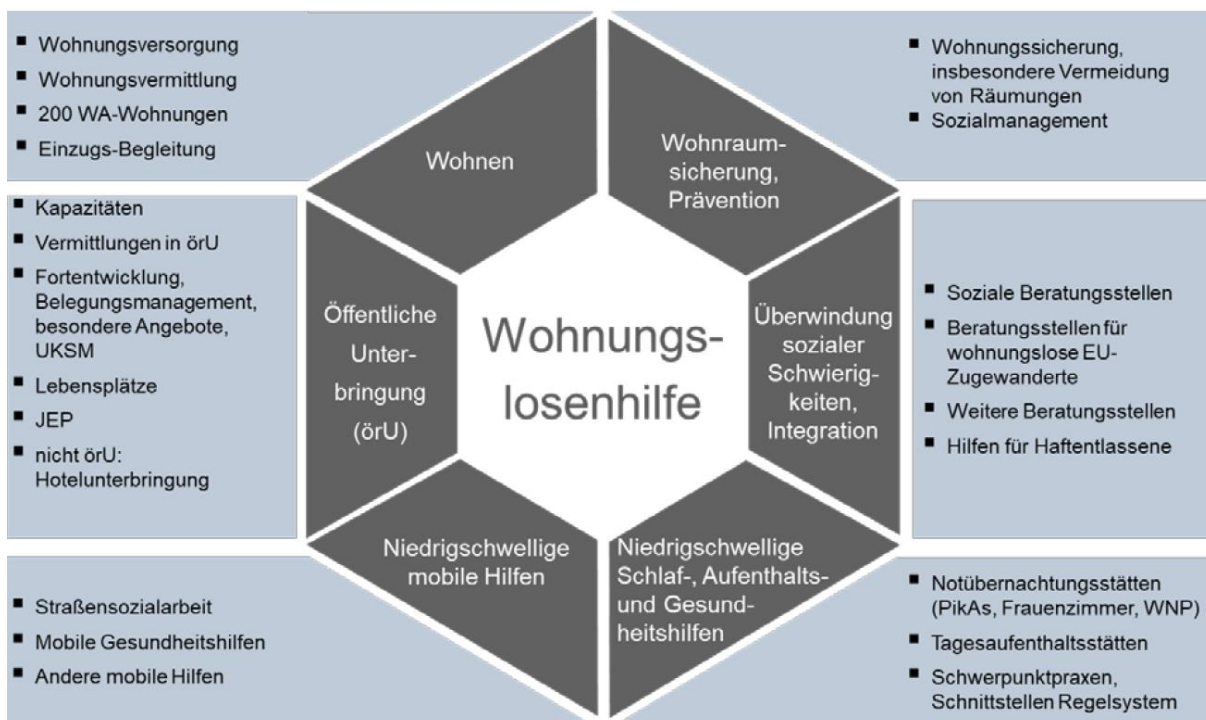 ▪ Wohnungsversorgung
▪ Wohnungsvermittlung
▪ 200 WA-Wohnungen
▪ Einzugs-Begleitung
Wohnen
Wohnraum-
sicherung,
Prävention
▪ Wohnungssicherung,
insbesondere Vermeidung
von Räumungen
▪ Sozialmanagement
▪ Kapazitäten
▪ Vermittlungen in örU
▪ Fortentwicklung,
Belegungsmanagement,
besondere Angebote,
UKSM
▪ Lebensplätze
▪ JEP
▪ nicht örU:
Hotelunterbringung
Öffentliche
Unter-
bringung
(örU)
Wohnungs-
losenhilfe
Überwindung
sozialer
Schwierig-
keiten,
Integration
▪ Soziale Beratungsstellen
▪ Beratungsstellen für
wohnungslose EU-
Zugewanderte
▪ Weitere Beratungsstellen
▪ Hilfen für Haftentlassene
▪ Straßensozialarbeit
▪ Mobile Gesundheitshilfen
▪ Andere mobile Hilfen
Niedrigschwellige
mobile Hilfen
Niedrigschwellige
Schlaf-, Aufenthalts-
und Gesund-
heitshilfen
▪ Notübernachtungsstätten
(PikAs, Frauenzimmer, WNP)
▪ Tagesaufenthaltsstätten
▪ Schwerpunktpraxen,
Schnittstellen Regelsystem